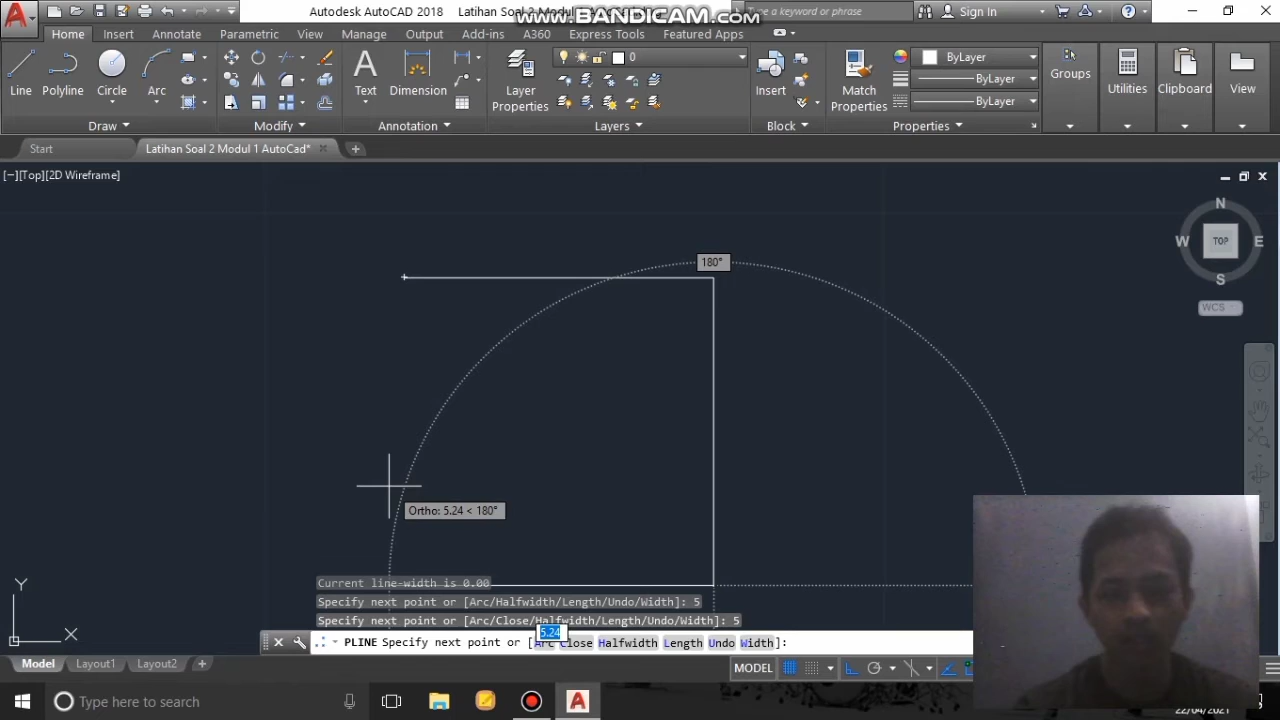 Autodesk AutoCAD 2018 Latihan Soal 2 Modul
www.BANDICAM.com
Type a keyword or phrase
Sign In
Home Insert Annotate Parametric View Manage Output Add-ins A360 Express Tools Featured Apps
Line Polyline Circle Arc Text Dimension Layer Properties 0 Insert Match Properties ByLayer Groups Utilities Clipboard View
ByLayer
ByLayer
Draw Modify Annotation Layers Block Properties
Start Latihan Soal 2 Modul 1 AutoCad*
[−][Top][2D Wireframe]
N
W TOP E
S
WCS
180°
Ortho: 5.24 < 180°
Y
X
Current line-width is 0.00
Specify next point or [Arc/Halfwidth/Length/Undo/Width]: 5
Specify next point or [Arc/Close/Halfwidth/Length/Undo/Width]: 5
5.24
PLINE Specify next point or [Arc Close Halfwidth Length Undo Width]:
Model Layout1 Layout2 MODEL
Type here to search
22/04/2021